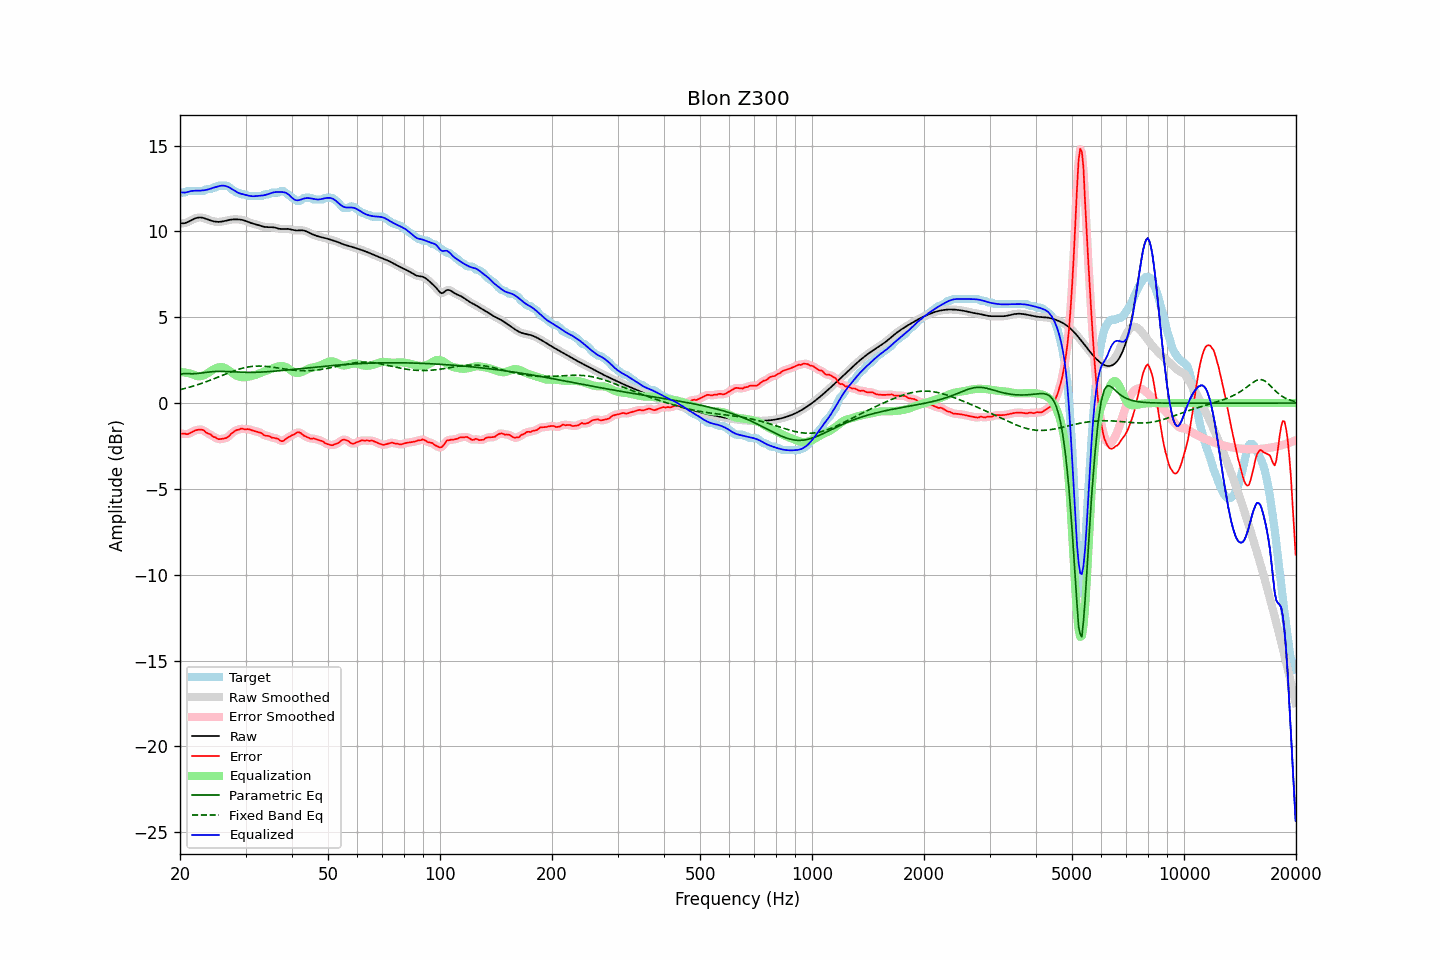 Blon Z300
Amplitude (dBr)
15
10
5
0
−5
−10
−15
−20
−25
Target
Raw Smoothed
Error Smoothed
Raw
Error
Equalization
Parametric Eq
Fixed Band Eq
Equalized
20 50 100 200 500 1000 2000 5000 10000 20000
Frequency (Hz)